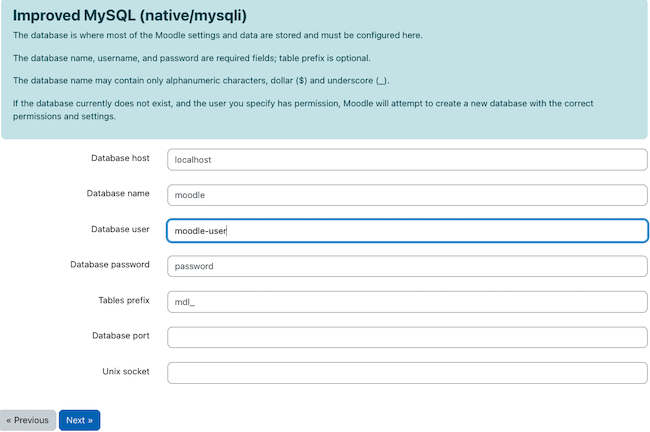 Improved MySQL (native/mysqli)
The database is where most of the Moodle settings and data are stored and must be configured here.
The database name, username, and password are required fields; table prefix is optional.
The database name may contain only alphanumeric characters, dollar ($) and underscore (_).
If the database currently does not exist, and the user you specify has permission, Moodle will attempt to create a new database with the correct
permissions and settings.
Database host localhost
Database name moodle
Database user moodle-user
Database password password
Tables prefix mdl_
Database port
Unix socket
« Previous Next »